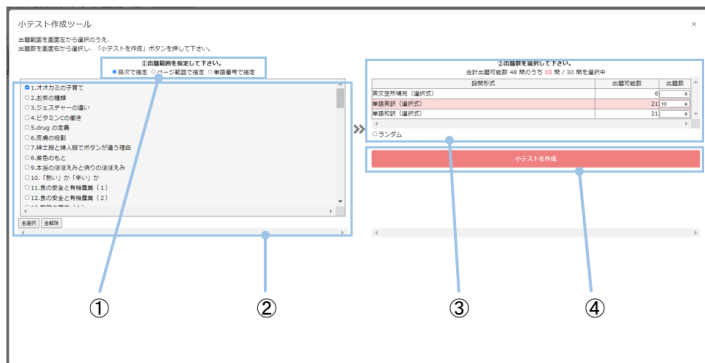 小テスト作成ツール
×
出題範囲を画面左から選択のうえ、
出題数を画面右から選択し、「小テストを作成」ボタンを押して下さい。
①出題範囲を指定して下さい。
目次で指定 ページ範囲で指定 単語番号で指定
1.オオカミの子育て
2.お茶の種類
3.ジェスチャーの違い
4.ビタミンCの働き
5.drug の定義
6.皮膚の役割
7.紳士服と婦人服でボタンが違う理由
8.紫色のもと
9.本当のほほえみと偽りのほほえみ
10.「熱い」か「辛い」か
11.食の安全と有機農業（1）
12.食の安全と有機農業（2）
全選択 全解除
②出題数を選択して下さい。
合計出題可能数 48 問のうち 10 問 / 30 問を選択中
設問形式 出題可能数 出題数
英文空所補充（選択式） 6
単語英訳（選択式） 21 10
単語和訳（選択式） 21
ランダム
小テストを作成
① ② ③ ④